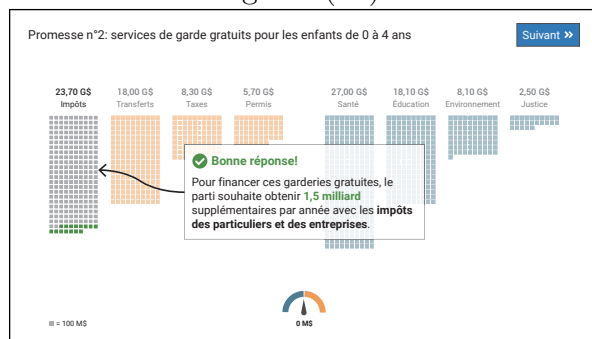 Promesse n°2: services de garde gratuits pour les enfants de 0 à 4 ans
Suivant »
23,70 G$ 18,00 G$ 8,30 G$ 5,70 G$ 27,00 G$ 18,10 G$ 8,10 G$ 2,50 G$
Impôts Transferts Taxes Permis Santé Éducation Environnement Justice
Bonne réponse!
Pour financer ces garderies gratuites, le
parti souhaite obtenir 1,5 milliard
supplémentaires par année avec les impôts
des particuliers et des entreprises.
= 100 M$
0 M$